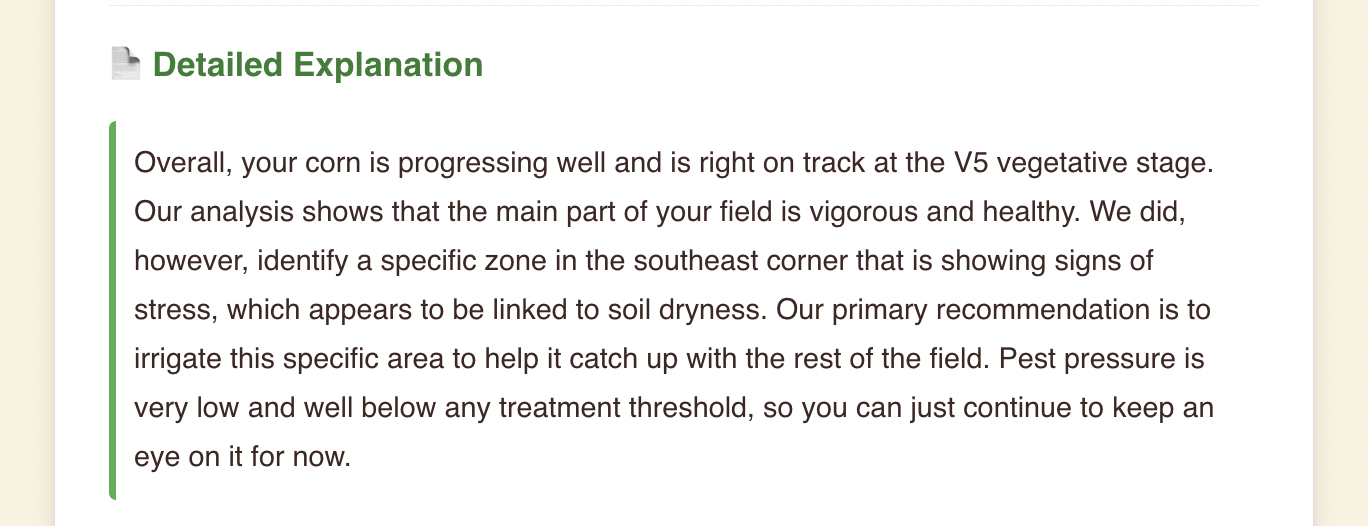 Detailed Explanation
Overall, your corn is progressing well and is right on track at the V5 vegetative stage.
Our analysis shows that the main part of your field is vigorous and healthy. We did,
however, identify a specific zone in the southeast corner that is showing signs of
stress, which appears to be linked to soil dryness. Our primary recommendation is to
irrigate this specific area to help it catch up with the rest of the field. Pest pressure is
very low and well below any treatment threshold, so you can just continue to keep an
eye on it for now.